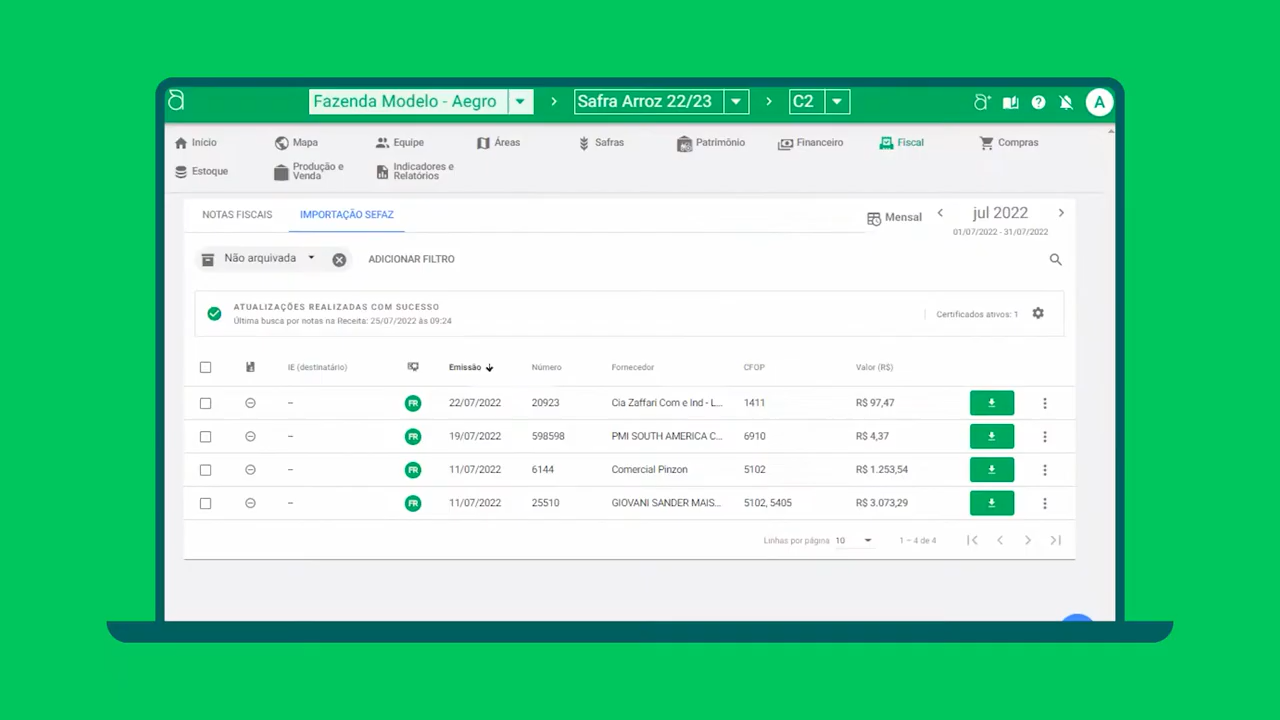 Fazenda Modelo - Aegro
Safra Arroz 22/23
C2
A
Início
Mapa
Equipe
Áreas
Safras
Patrimônio
Financeiro
Fiscal
Compras
Estoque
Produção e
Venda
Indicadores e
Relatórios
NOTAS FISCAIS
IMPORTAÇÃO SEFAZ
Mensal
jul 2022
01/07/2022 - 31/07/2022
Não arquivada
ADICIONAR FILTRO
ATUALIZAÇÕES REALIZADAS COM SUCESSO
Última busca por notas na Receita: 25/07/2022 às 09:24
Certificados ativos: 1
IE (destinatário) Emissão Número Fornecedor CFOP Valor (R$)
– FR 22/07/2022 20923 Cia Zaffari Com e Ind - L... 1411 R$ 97,47
– FR 19/07/2022 598598 PMI SOUTH AMERICA C... 6910 R$ 4,37
– FR 11/07/2022 6144 Comercial Pinzon 5102 R$ 1.253,54
– FR 11/07/2022 25510 GIOVANI SANDER MAIS... 5102, 5405 R$ 3.073,29
Linhas por página 10 1 – 4 de 4